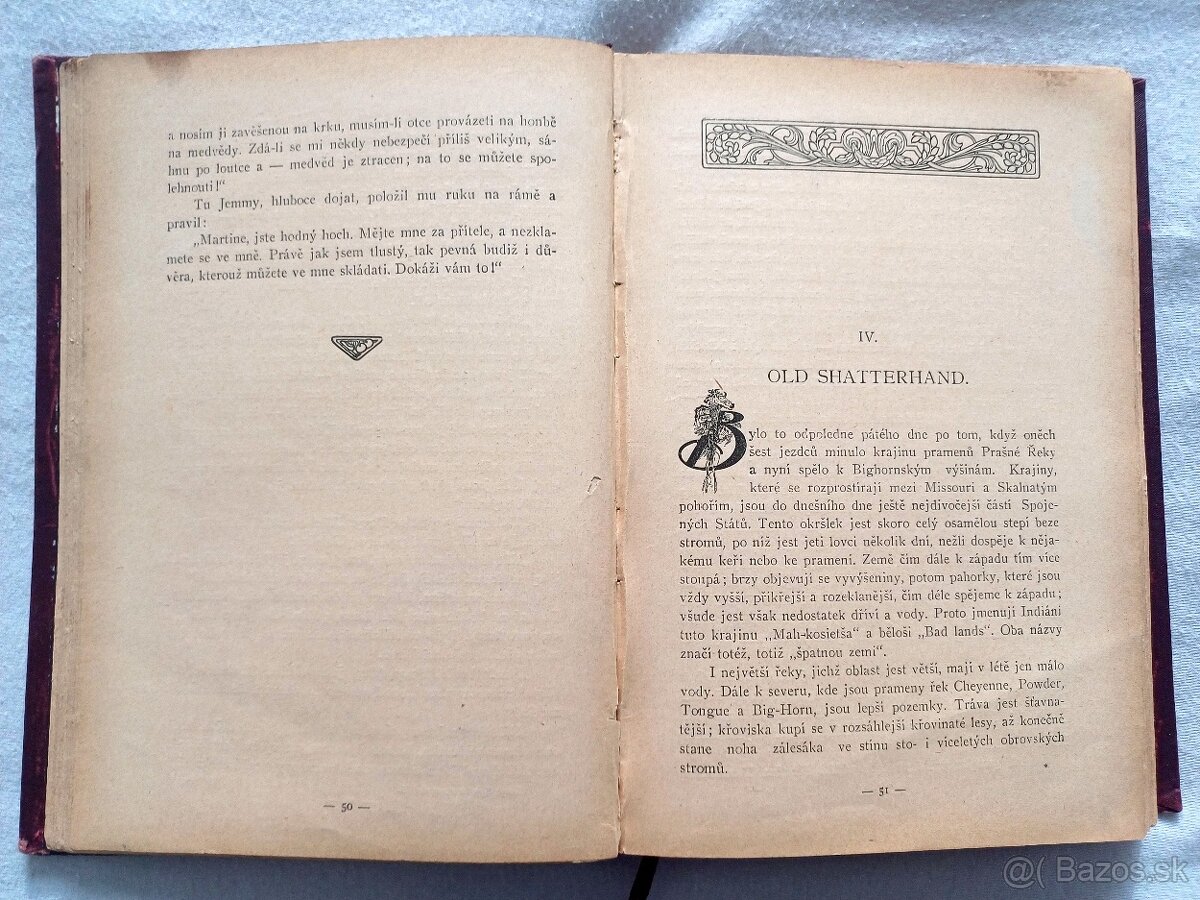 a nosím ji zavěšenou na krku, musím-li otce provázeti na honbě
na medvědy. Zdá-li se mi někdy nebezpečí příliš velikým, sá-
hnu po loutce a — medvěd je ztracen; na to se můžete spo-
lehnouti!"
Tu Jemmy, hluboce dojat, položil mu ruku na rámě a
pravil:
„Martine, jste hodný hoch. Mějte mne za přítele, a nezkla-
mete se ve mně. Právě jak jsem tlustý, tak pevná budiž i dů-
věra, kterouž můžete ve mne skládati. Dokáži vám to!"
— 50 —
IV.
OLD SHATTERHAND.
Bylo to odpoledne pátého dne po tom, když oněch
šest jezdců minulo krajinu pramenů Prašné Řeky
a nyní spělo k Bighornským výšinám. Krajiny,
které se rozprostírají mezi Missouri a Skalnatým
pohořím, jsou do dnešního dne ještě nejdivočejší částí Spoje-
ných Států. Tento okršlek jest skoro celý osamělou stepí beze
stromů, po níž jest jeti lovci několik dní, nežli dospěje k něja-
kému keři nebo ke prameni. Země čím dále k západu tím více
stoupá; brzy objevují se vyvýšeniny, potom pahorky, které jsou
vždy vyšší, příkřejší a rozeklanější, čím déle spějeme k západu;
všude jest však nedostatek dříví a vody. Proto jmenují Indiáni
tuto krajinu „Mah-kosietša" a běloši „Bad lands". Oba názvy
značí totéž, totiž „špatnou zemi".
I největší řeky, jichž oblast jest větší, mají v létě jen málo
vody. Dále k severu, kde jsou prameny řek Cheyenne, Powder,
Tongue a Big-Horn, jsou lepší pozemky. Tráva jest šťavna-
tější; křoviska kupí se v rozsáhlejší křovinaté lesy, až konečně
stane noha zálesáka ve stínu sto- i víceletých obrovských
stromů.
— 51 —
@( Bazos.sk